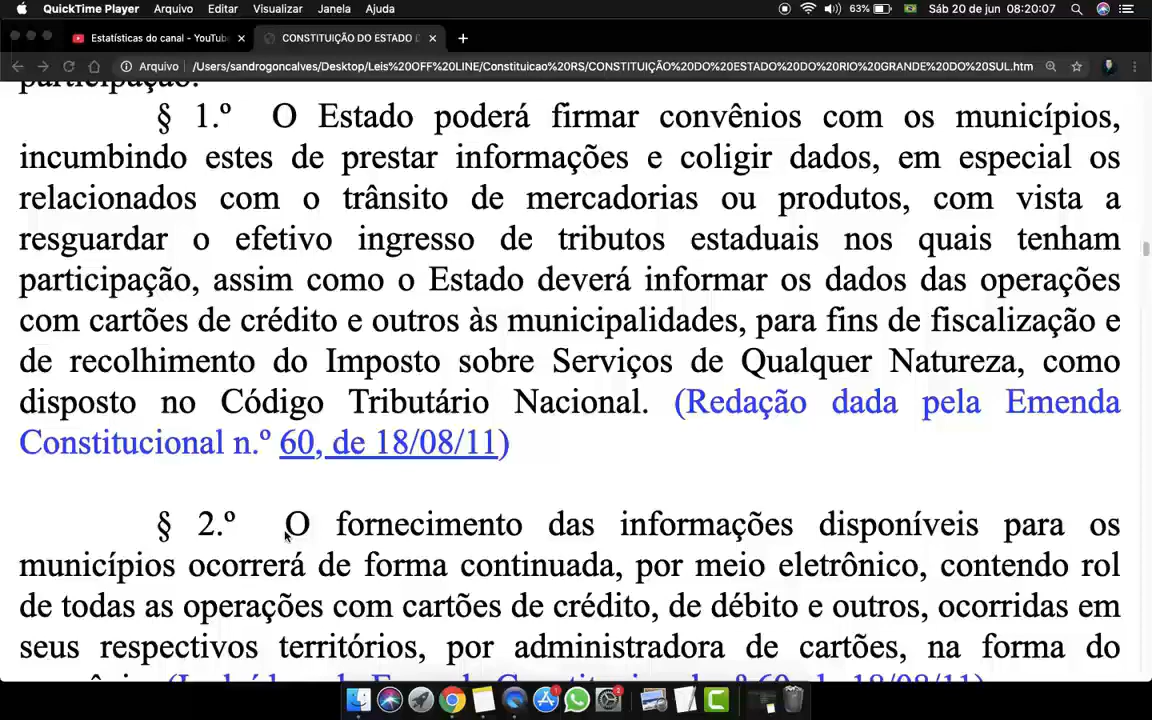 QuickTime Player Arquivo Editar Visualizar Janela Ajuda 63% Sáb 20 de jun 08:20:07
Estatísticas do canal - YouTube CONSTITUIÇÃO DO ESTADO
Arquivo /Users/sandrogoncalves/Desktop/Leis%20OFF%20LINE/Constituicao%20RS/CONSTITUIÇÃO%20DO%20ESTADO%20DO%20RIO%20GRANDE%20DO%20SUL.htm
participação.
§ 1.º O Estado poderá firmar convênios com os municípios,
incumbindo estes de prestar informações e coligir dados, em especial os
relacionados com o trânsito de mercadorias ou produtos, com vista a
resguardar o efetivo ingresso de tributos estaduais nos quais tenham
participação, assim como o Estado deverá informar os dados das operações
com cartões de crédito e outros às municipalidades, para fins de fiscalização e
de recolhimento do Imposto sobre Serviços de Qualquer Natureza, como
disposto no Código Tributário Nacional. (Redação dada pela Emenda
Constitucional n.º 60, de 18/08/11)
§ 2.º O fornecimento das informações disponíveis para os
municípios ocorrerá de forma continuada, por meio eletrônico, contendo rol
de todas as operações com cartões de crédito, de débito e outros, ocorridas em
seus respectivos territórios, por administradora de cartões, na forma do